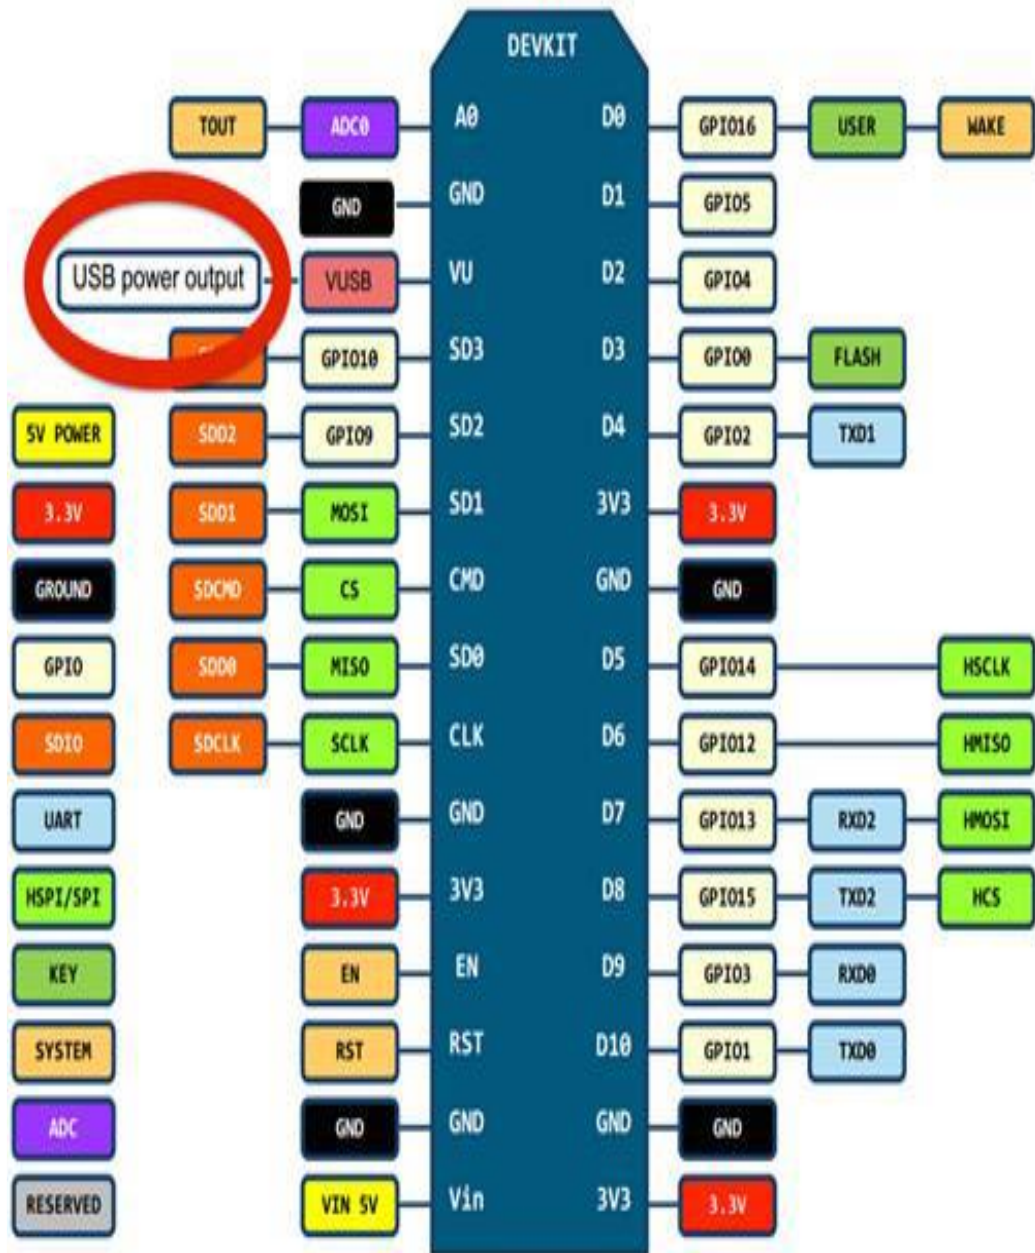 DEVKIT
TOUT ADC0 A0 D0 GPIO16 USER WAKE
GND GND D1 GPIO5
USB power output VUSB VU D2 GPIO4
GPIO10 SD3 D3 GPIO0 FLASH
5V POWER SDD2 GPIO9 SD2 D4 GPIO2 TXD1
3.3V SDD1 MOSI SD1 3V3 3.3V
GROUND SDCMD CS CMD GND GND
GPIO SDD0 MISO SD0 D5 GPIO14 HSCLK
SDIO SDCLK SCLK CLK D6 GPIO12 HMISO
UART GND GND D7 GPIO13 RXD2 HMOSI
HSPI/SPI 3.3V 3V3 D8 GPIO15 TXD2 HCS
KEY EN EN D9 GPIO3 RXD0
SYSTEM RST RST D10 GPIO1 TXD0
ADC GND GND GND GND
RESERVED VIN 5V Vin 3V3 3.3V